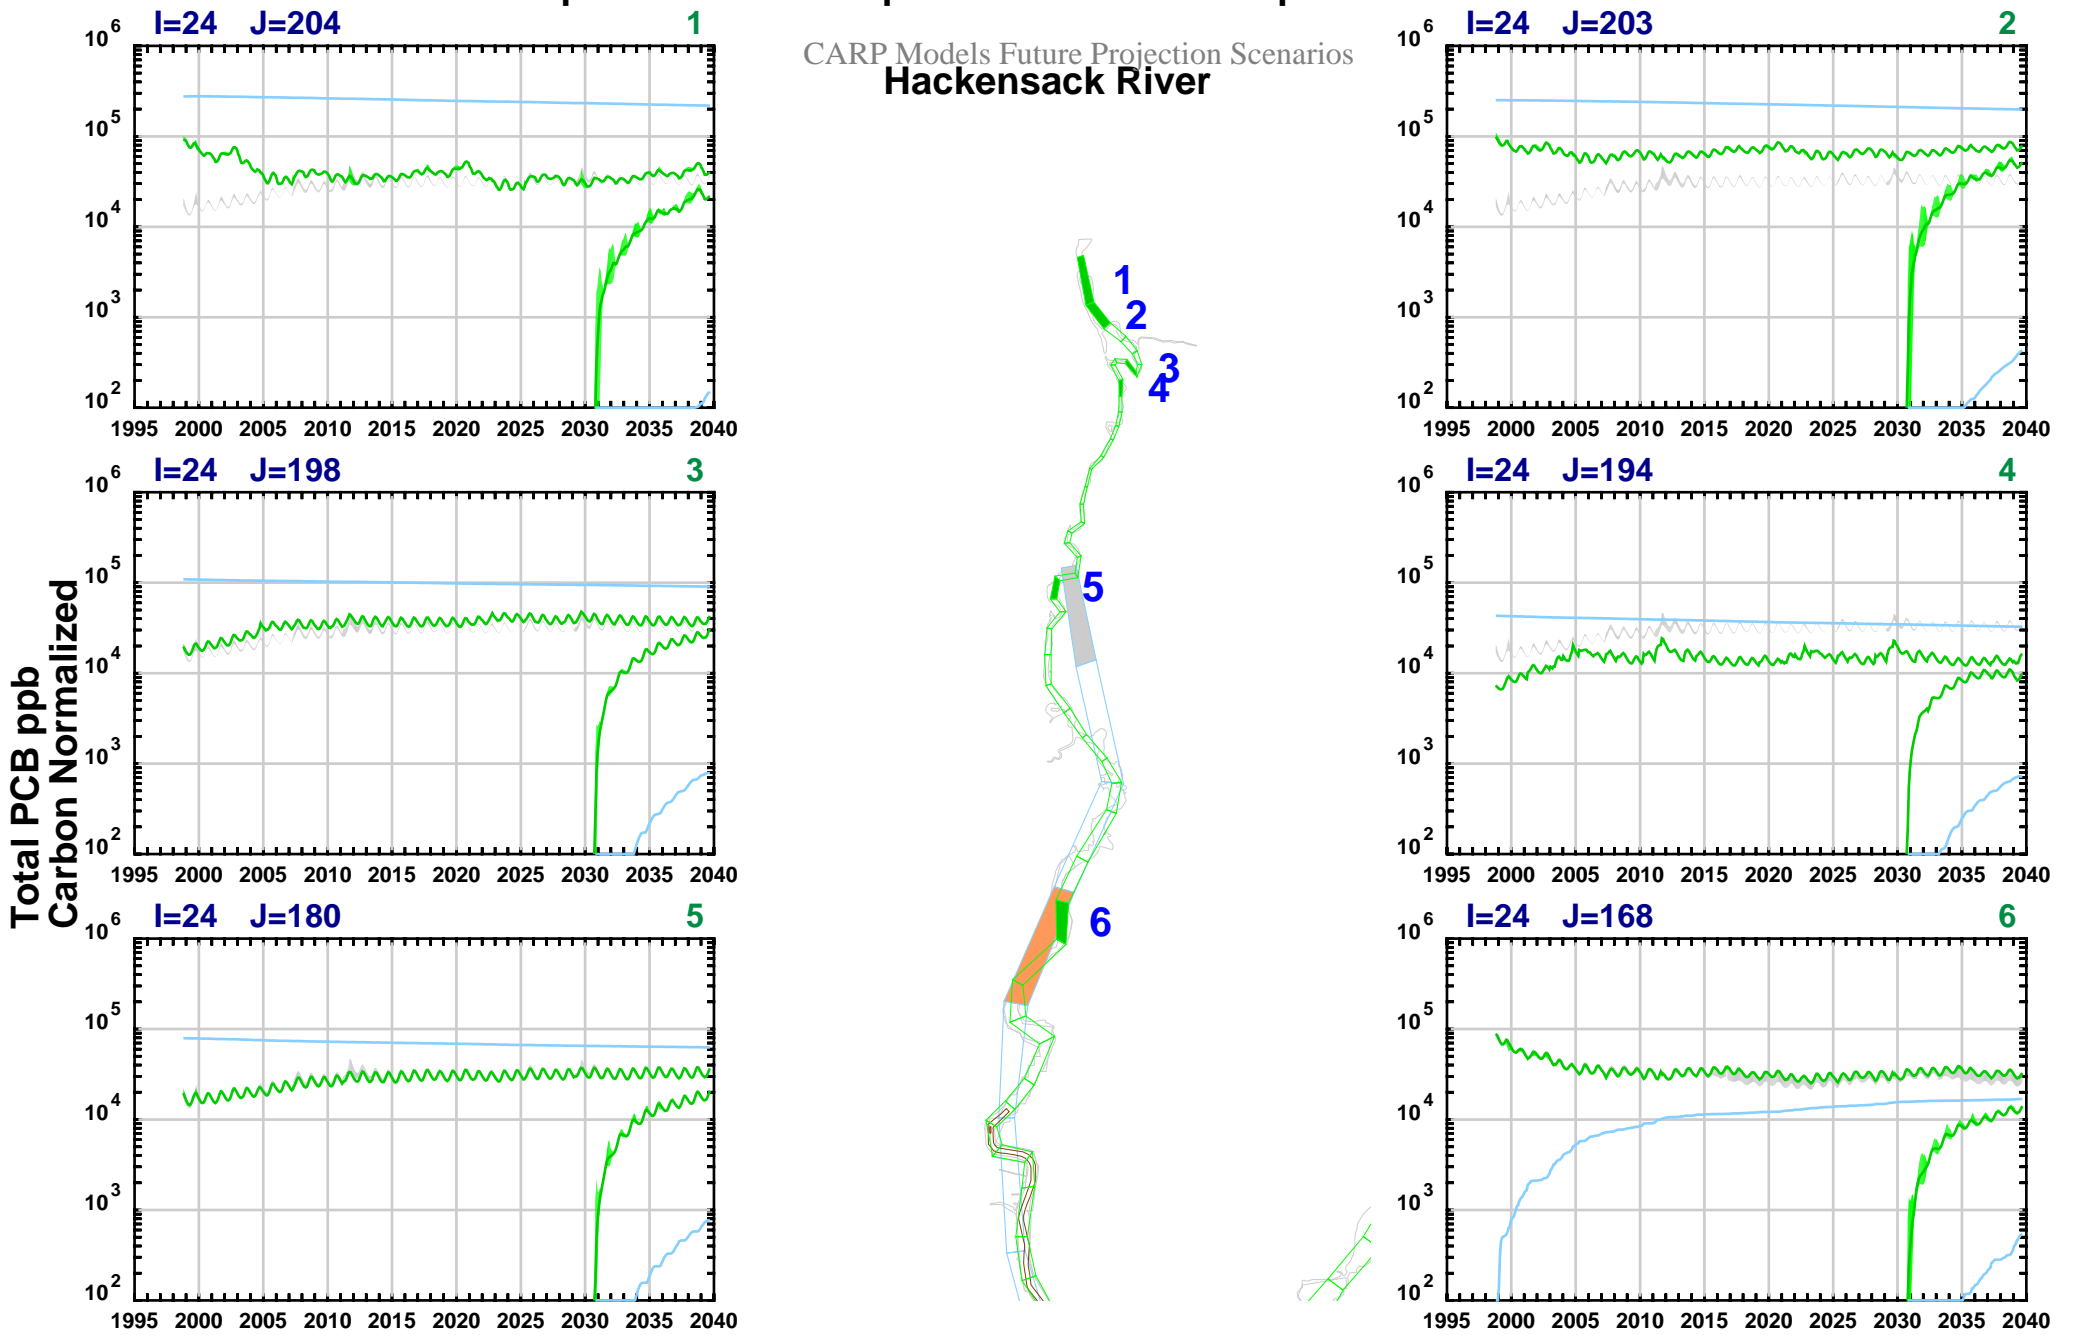 CARP Models Future Projection Scenarios
Hackensack River
Total PCB ppb
Carbon Normalized
I=24 J=204 1
10^6
10^5
10^4
10^3
10^2
1995 2000 2005 2010 2015 2020 2025 2030 2035 2040
I=24 J=203 2
10^6
10^5
10^4
10^3
10^2
1995 2000 2005 2010 2015 2020 2025 2030 2035 2040
I=24 J=198 3
10^6
10^5
10^4
10^3
10^2
1995 2000 2005 2010 2015 2020 2025 2030 2035 2040
I=24 J=194 4
10^6
10^5
10^4
10^3
10^2
1995 2000 2005 2010 2015 2020 2025 2030 2035 2040
I=24 J=180 5
10^6
10^5
10^4
10^3
10^2
1995 2000 2005 2010 2015 2020 2025 2030 2035 2040
I=24 J=168 6
10^6
10^5
10^4
10^3
10^2
1995 2000 2005 2010 2015 2020 2025 2030 2035 2040
1
2
3
4
5
6